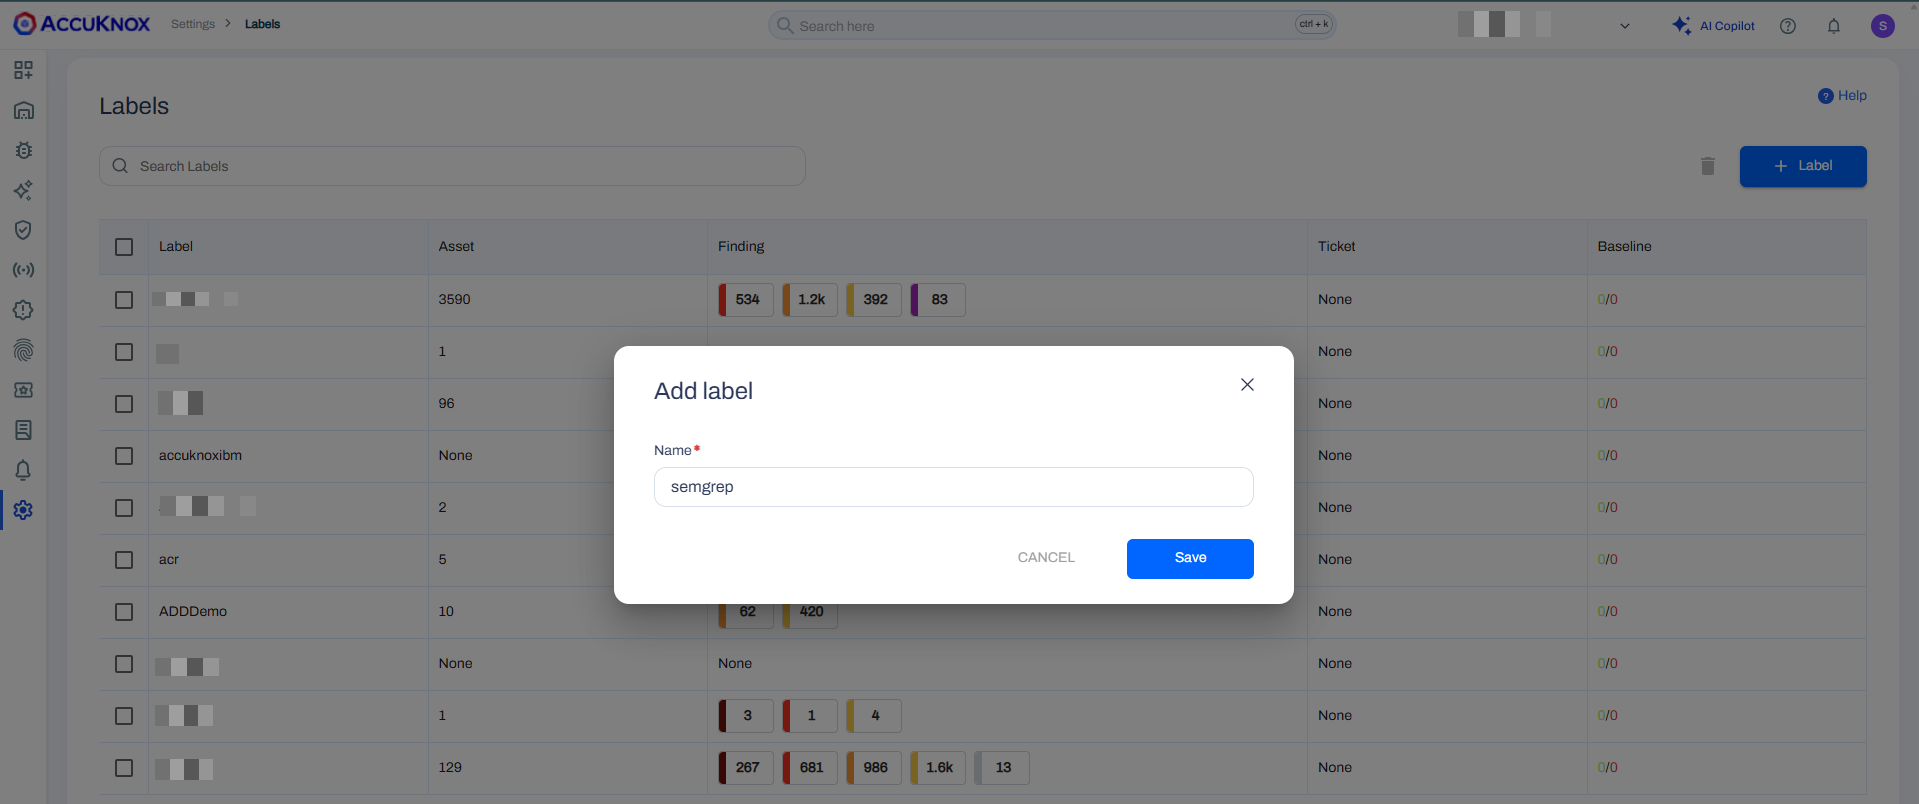 ACCUKNOX Settings > Labels Search here ctrl + k AI Copilot ? S
Labels
? Help
Search Labels
+ Label
Label Asset Finding Ticket Baseline
3590 534 1.2k 392 83 None 0/0
1 None 0/0
96 None 0/0
accuknoxibm None None 0/0
2 None 0/0
acr 5 None 0/0
ADDDemo 10 62 420 None 0/0
None None None 0/0
1 3 1 4 None 0/0
129 267 681 986 1.6k 13 None 0/0
Add label
Name*
semgrep
CANCEL Save